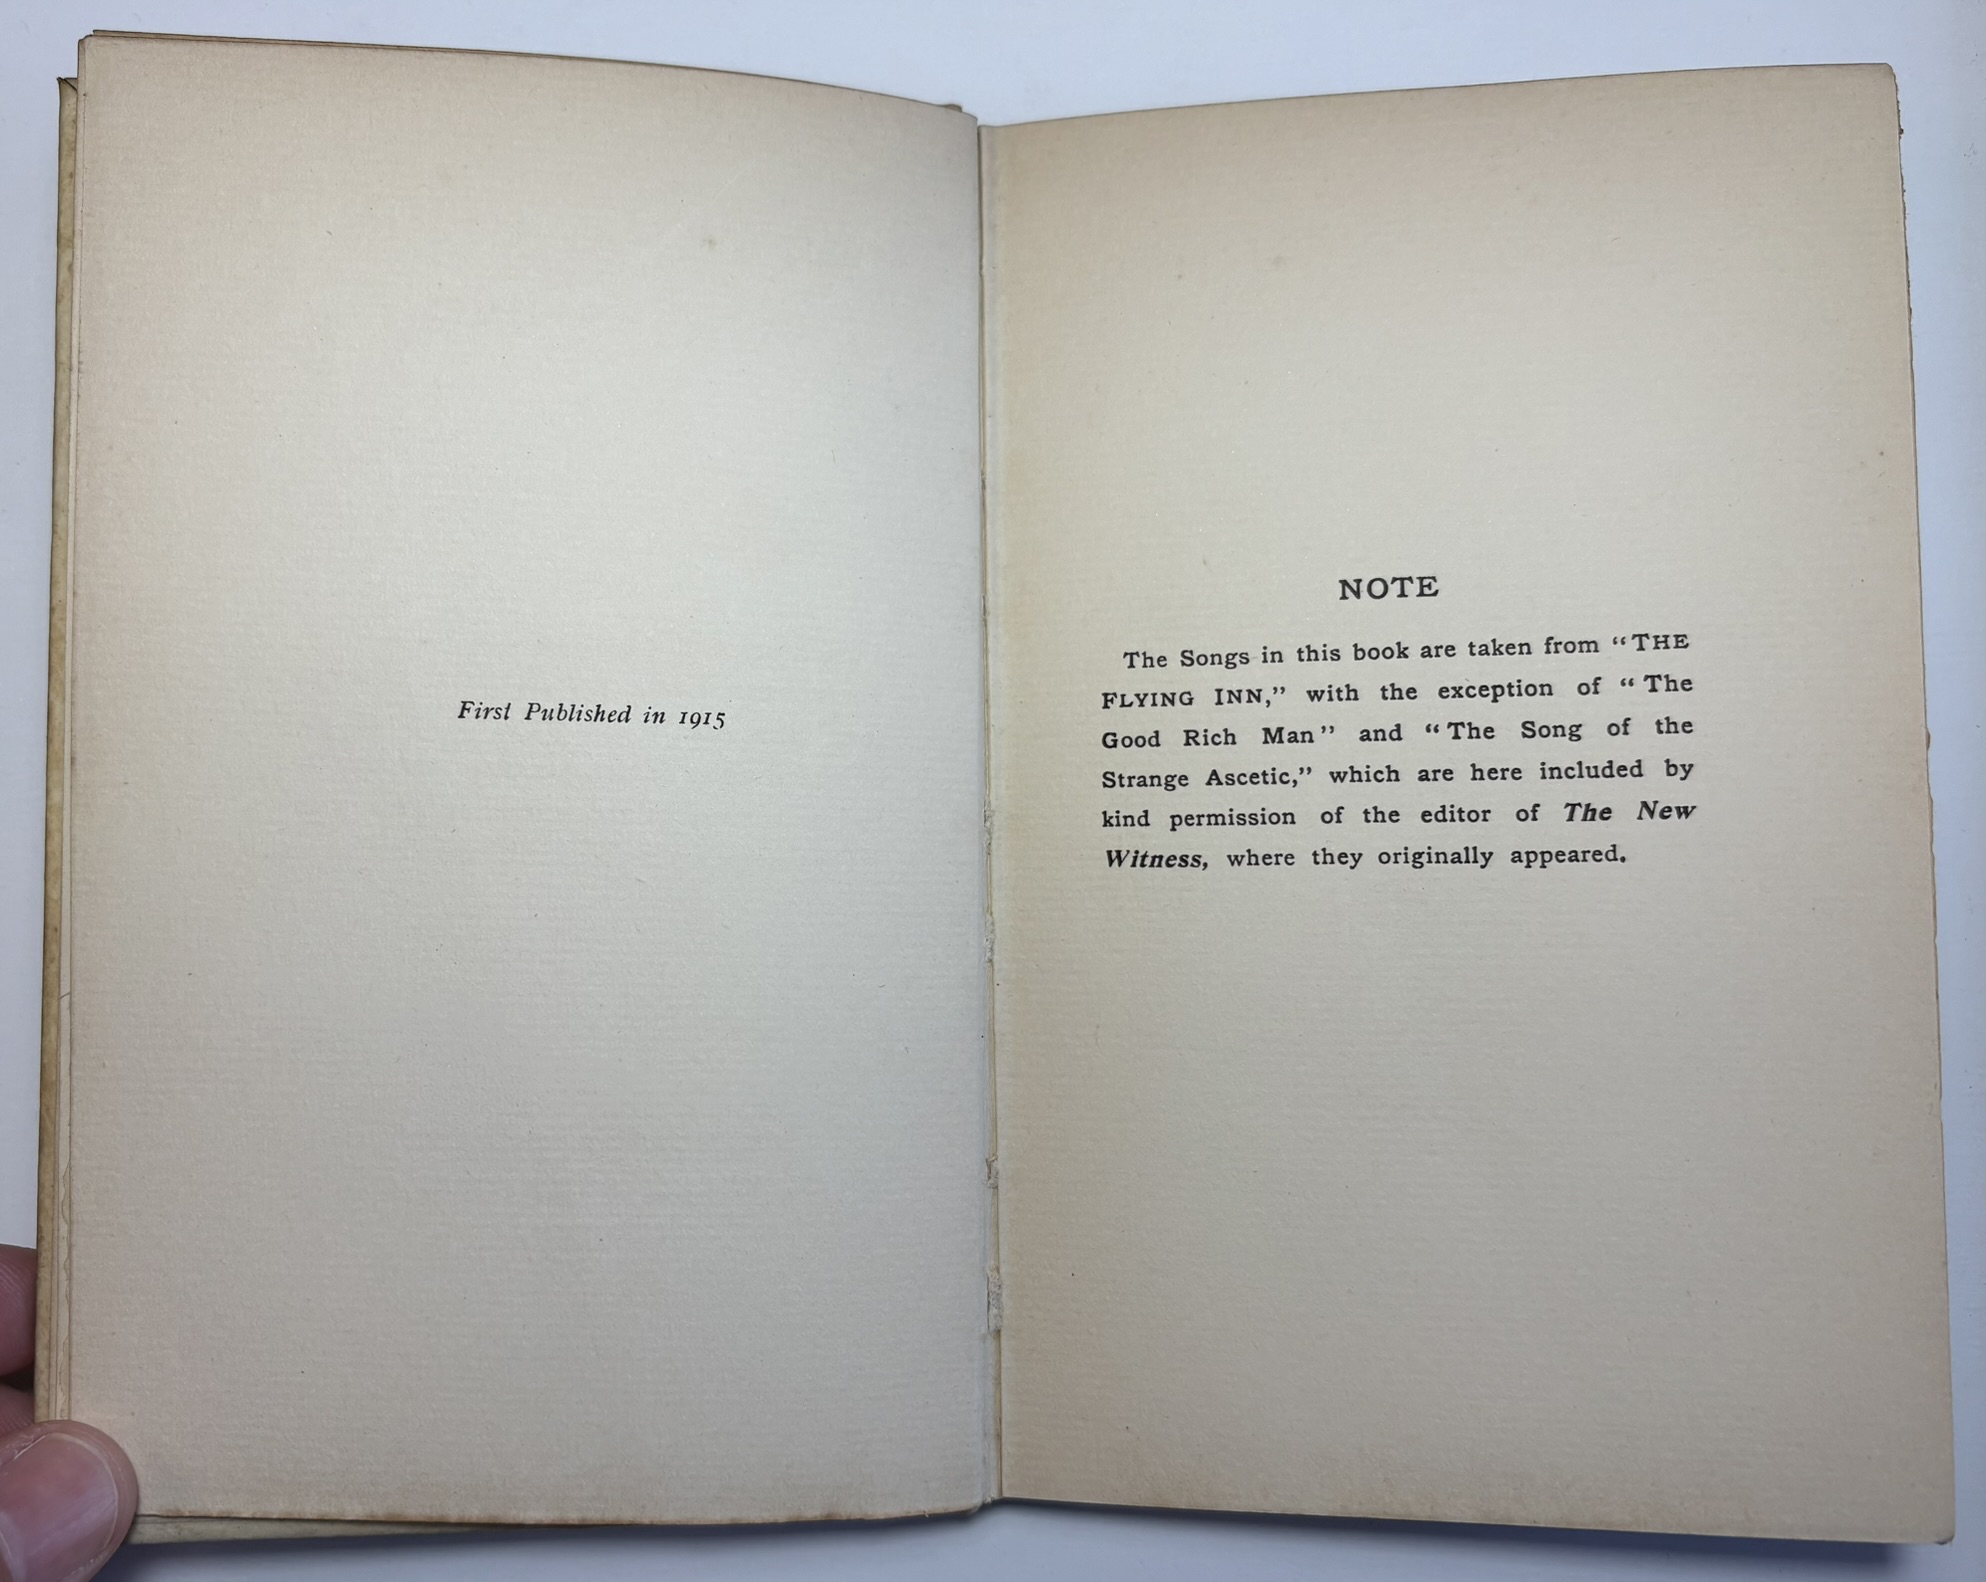 First Published in 1915
NOTE
The Songs in this book are taken from “THE
FLYING INN,” with the exception of “The
Good Rich Man” and “The Song of the
Strange Ascetic,” which are here included by
kind permission of the editor of The New
Witness, where they originally appeared.